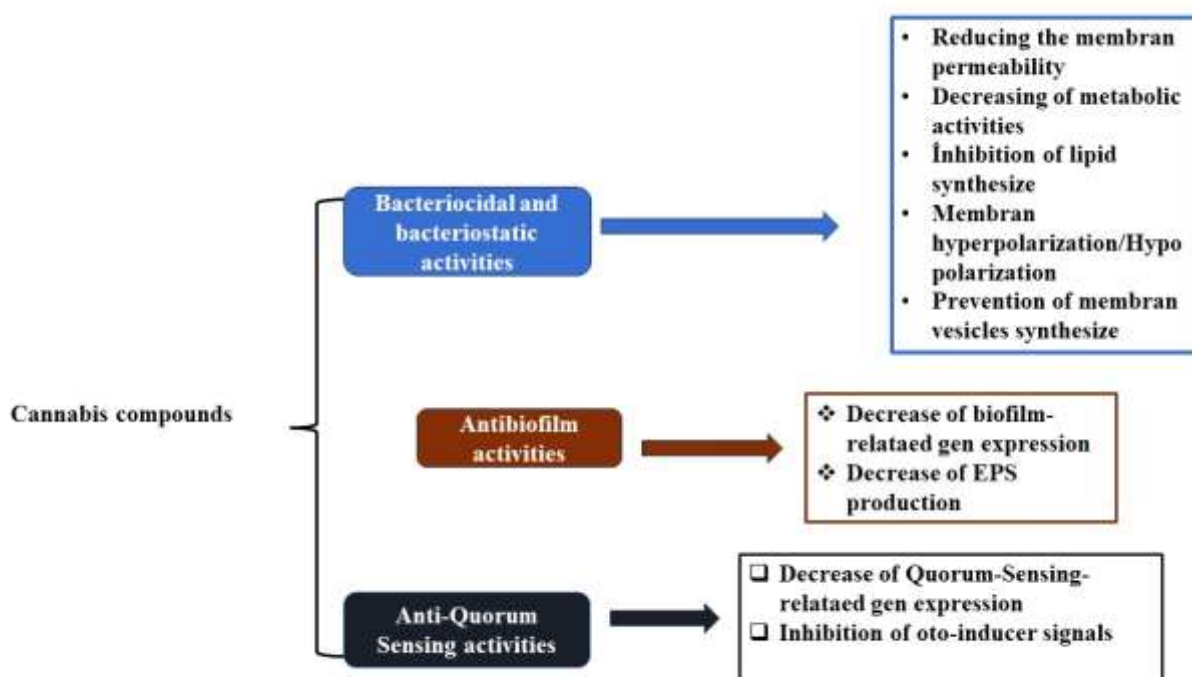 • Reducing the membran
permeability
• Decreasing of metabolic
activities
• İnhibition of lipid
synthesize
• Membran
hyperpolarization/Hypo
polarization
• Prevention of membran
vesicles synthesize
Bacteriocidal and
bacteriostatic
activities
Cannabis compounds
Antibiofilm
activities
❖ Decrease of biofilm-
relataed gen expression
❖ Decrease of EPS
production
Anti-Quorum
Sensing activities
❑ Decrease of Quorum-Sensing-
relataed gen expression
❑ Inhibition of oto-inducer signals